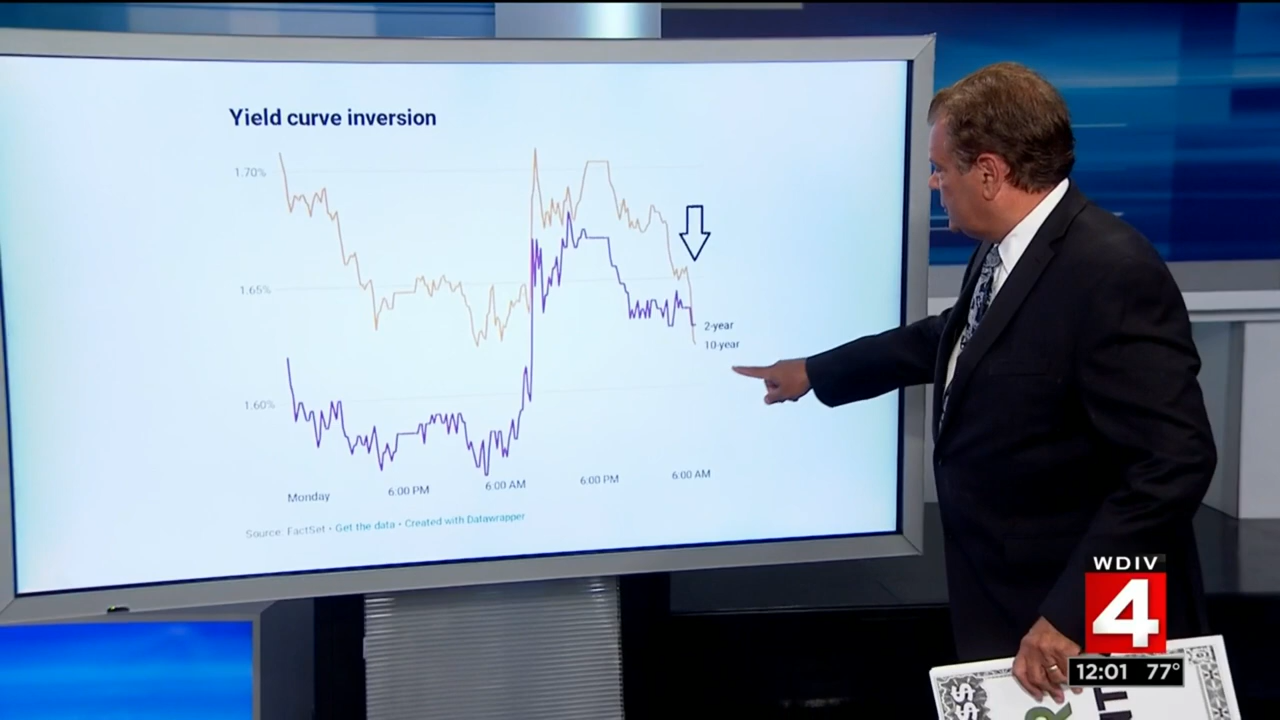 Yield curve inversion
1.70%
1.65%
1.60%
2-year
10-year
Monday
6:00 PM
6:00 AM
6:00 PM
6:00 AM
Source: FactSet • Get the data • Created with Datawrapper
WDIV
4
12:01 77°
$$
R